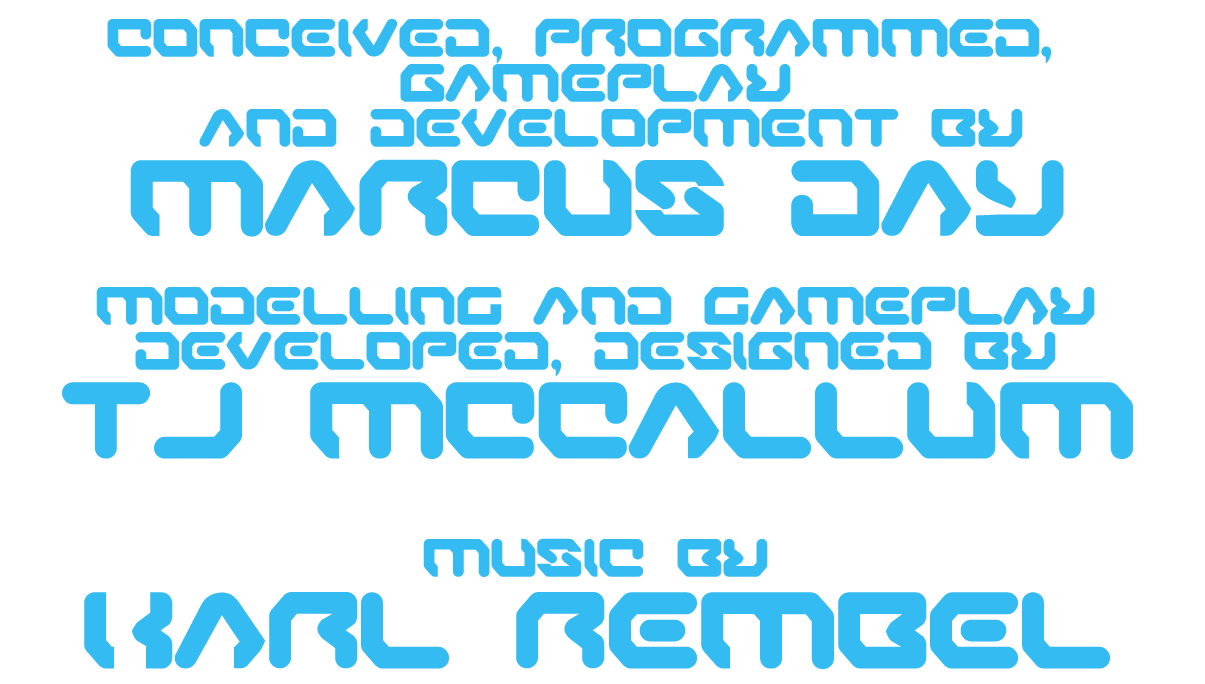 CONCEIVED, PROGRAMMED,
GAMEPLAY
AND DEVELOPMENT BY
MARCUS DAY
MODELLING AND GAMEPLAY
DEVELOPED, DESIGNED BY
TJ MCCALLUM
MUSIC BY
KARL REMBEL